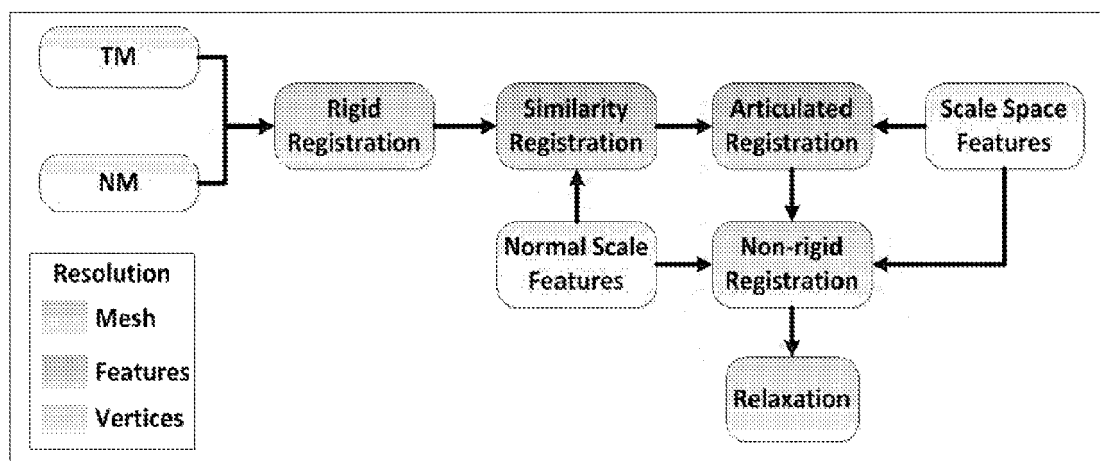 TM
NM
Rigid
Registration
Similarity
Registration
Articulated
Registration
Scale Space
Features
Normal Scale
Features
Non-rigid
Registration
Relaxation
Resolution
Mesh
Features
Vertices